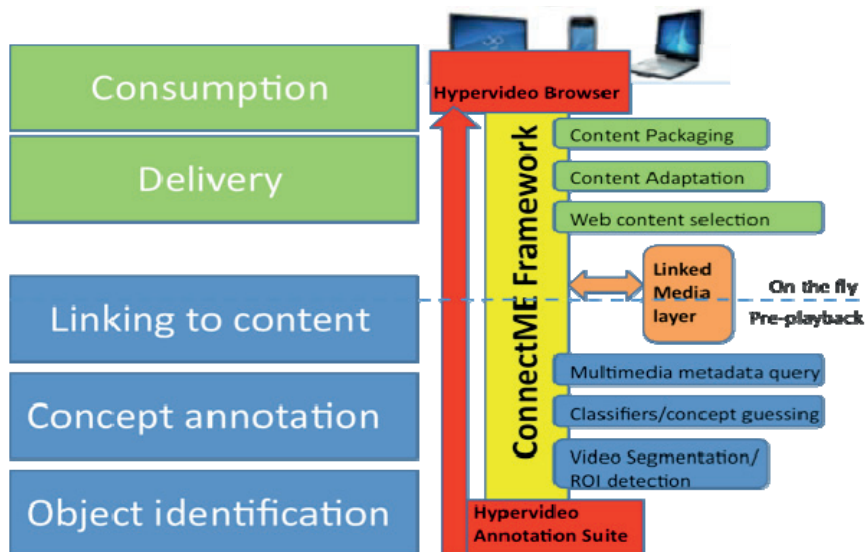 Consumption
Delivery
Linking to content
Concept annotation
Object identification
Hypervideo Browser
ConnectME Framework
Content Packaging
Content Adaptation
Web content selection
Linked
Media
layer
On the fly
Pre-playback
Multimedia metadata query
Classifiers/concept guessing
Video Segmentation/
ROI detection
Hypervideo
Annotation Suite